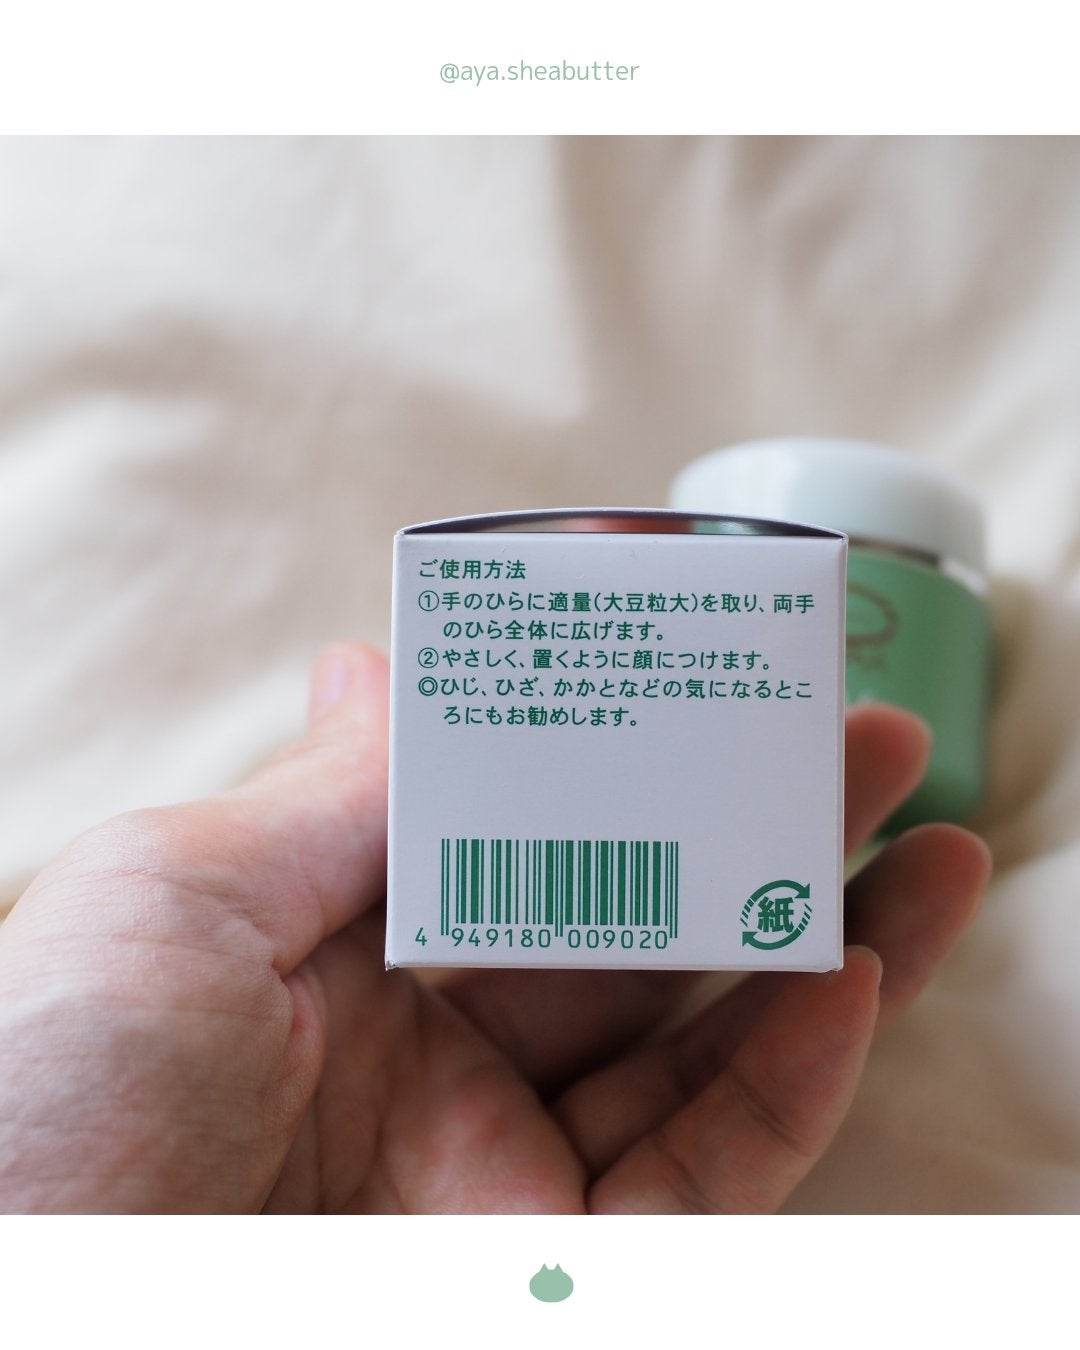 @aya.sheabutter
ご使用方法
①手のひらに適量(大豆粒大)を取り、両手
のひら全体に広げます。
②やさしく、置くように顔につけます。
◎ひじ、ひざ、かかとなどの気になるとこ
ろにもお勧めします。
紙
4 949180 009020